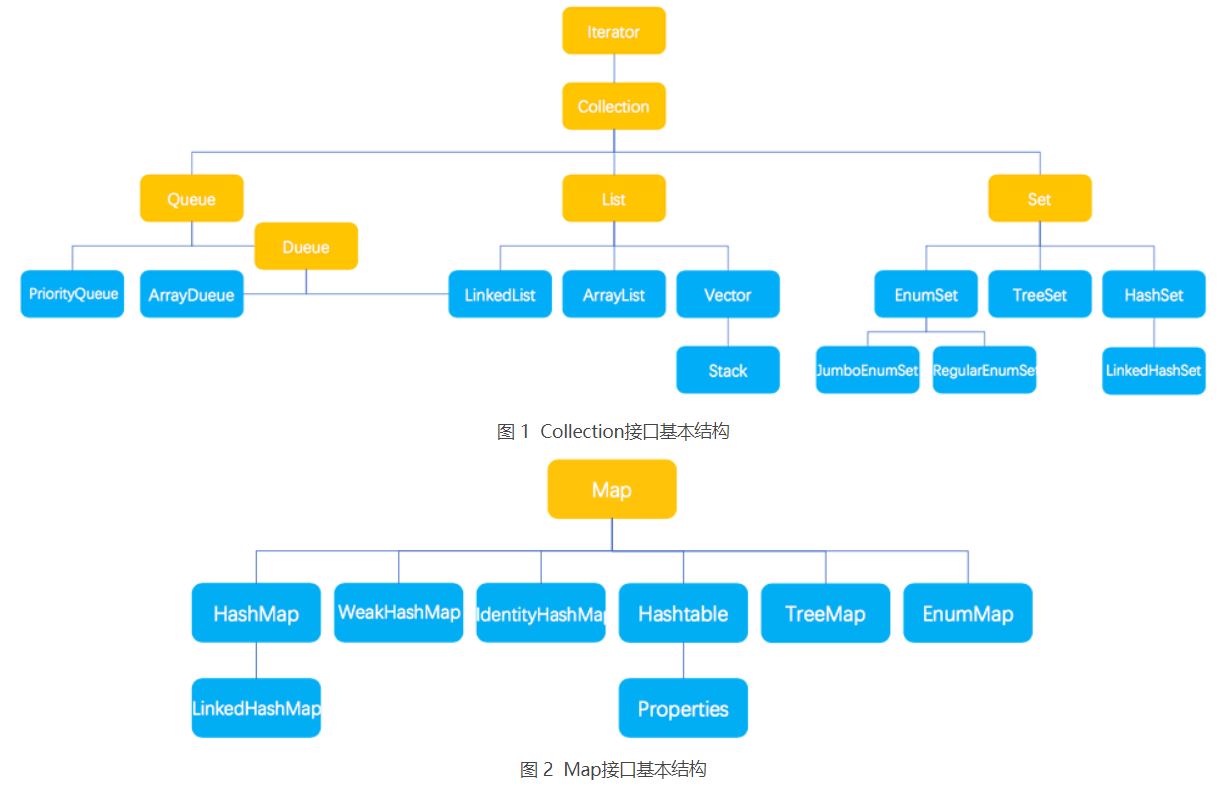 Iterator
Collection
Queue
List
Set
Dueue
PriorityQueue
ArrayDueue
LinkedList
ArrayList
Vector
EnumSet
TreeSet
HashSet
Stack
JumboEnumSet
RegularEnumSet
LinkedHashSet
图 1 Collection接口基本结构
Map
HashMap
WeakHashMap
IdentityHashMap
Hashtable
TreeMap
EnumMap
LinkedHashMap
Properties
图 2 Map接口基本结构